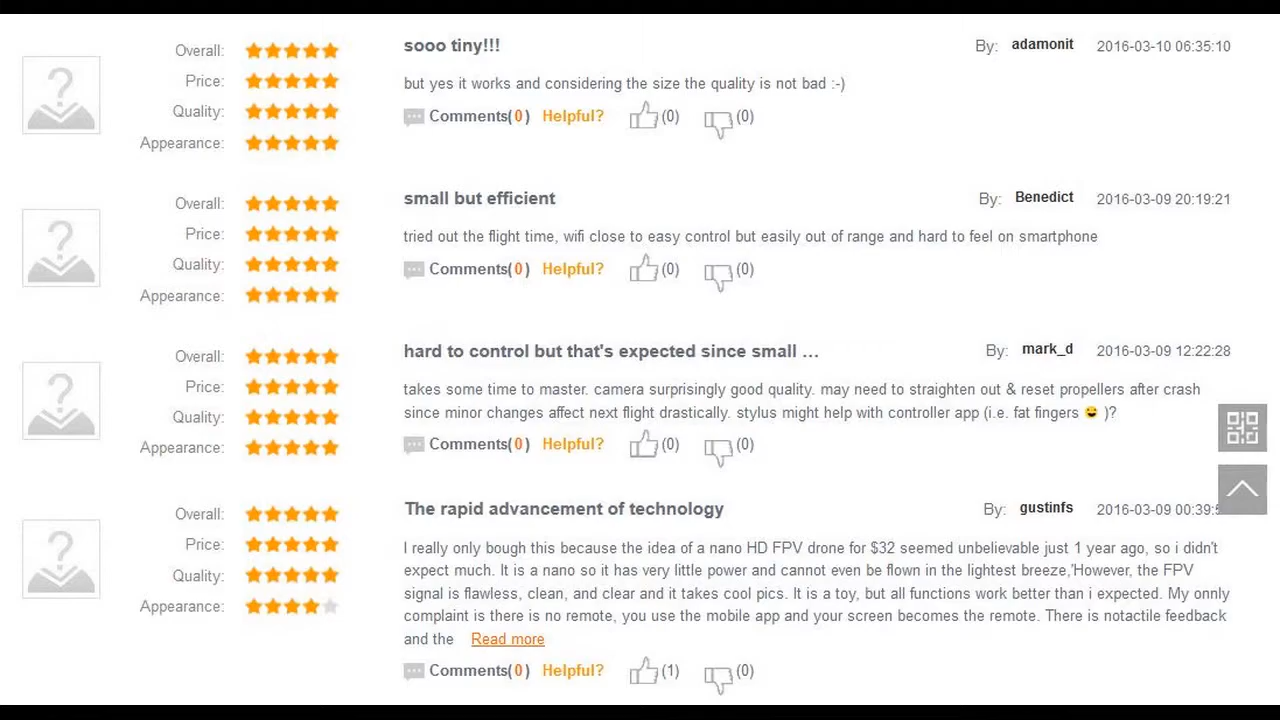 Overall:
Price:
Quality:
Appearance:
sooo tiny!!!
By: adamonit 2016-03-10 06:35:10
but yes it works and considering the size the quality is not bad :-)
Comments(0) Helpful? (0) (0)
Overall:
Price:
Quality:
Appearance:
small but efficient
By: Benedict 2016-03-09 20:19:21
tried out the flight time, wifi close to easy control but easily out of range and hard to feel on smartphone
Comments(0) Helpful? (0) (0)
Overall:
Price:
Quality:
Appearance:
hard to control but that's expected since small ...
By: mark_d 2016-03-09 12:22:28
takes some time to master. camera surprisingly good quality. may need to straighten out & reset propellers after crash
since minor changes affect next flight drastically. stylus might help with controller app (i.e. fat fingers 😄 )?
Comments(0) Helpful? (0) (0)
Overall:
Price:
Quality:
Appearance:
The rapid advancement of technology
By: gustinfs 2016-03-09 00:39:
I really only bough this because the idea of a nano HD FPV drone for $32 seemed unbelievable just 1 year ago, so i didn't
expect much. It is a nano so it has very little power and cannot even be flown in the lightest breeze,'However, the FPV
signal is flawless, clean, and clear and it takes cool pics. It is a toy, but all functions work better than i expected. My onnly
complaint is there is no remote, you use the mobile app and your screen becomes the remote. There is notactile feedback
and the Read more
Comments(0) Helpful? (1) (0)